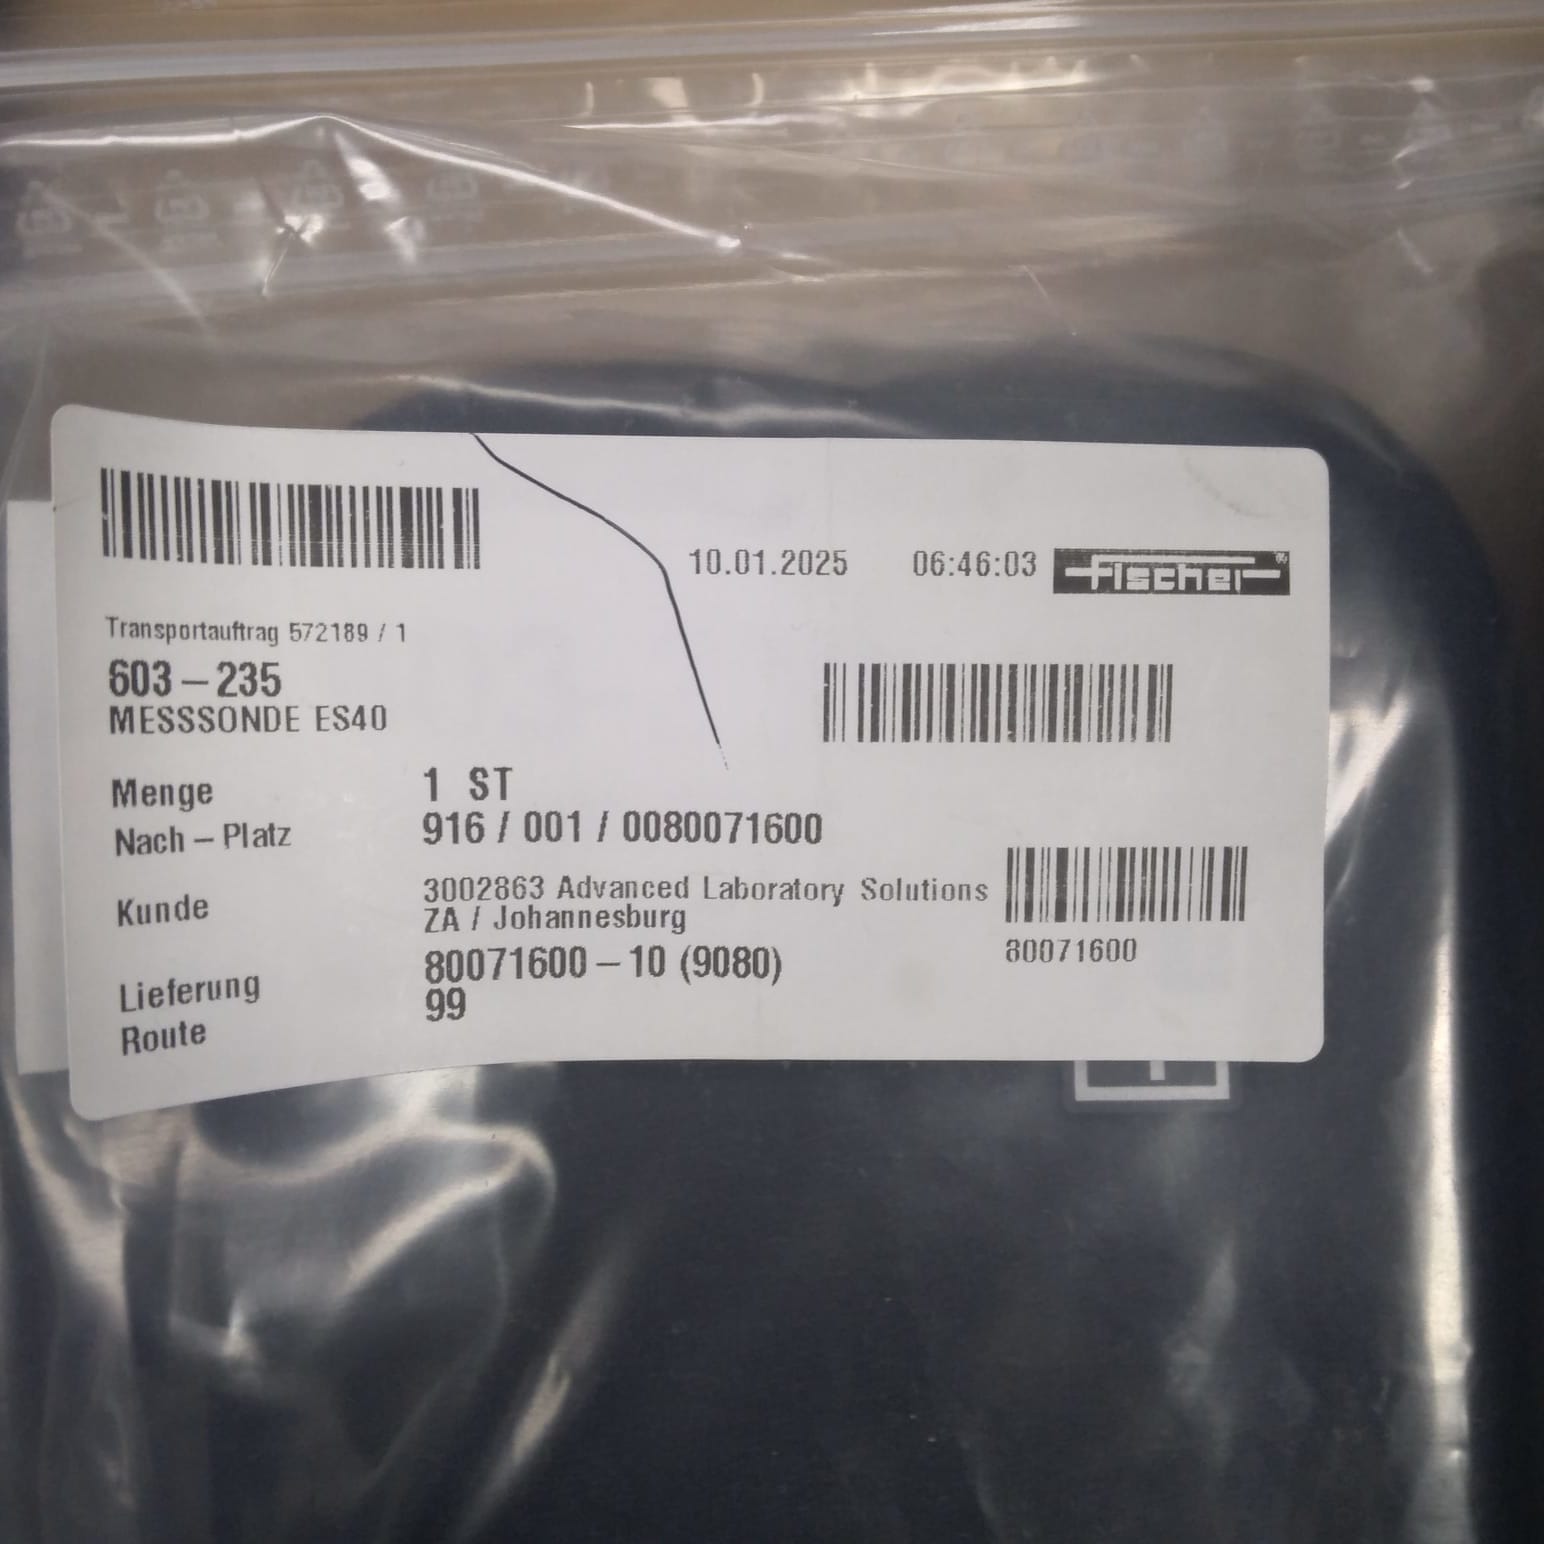 10.01.2025 06:46:03 fischer®
Transportauftrag 572189 / 1
603-235
MESSSONDE ES40
Menge 1 ST
Nach-Platz 916 / 001 / 0080071600
Kunde 3002863 Advanced Laboratory Solutions
ZA / Johannesburg
Lieferung 80071600-10 (9080)
Route 99
80071600